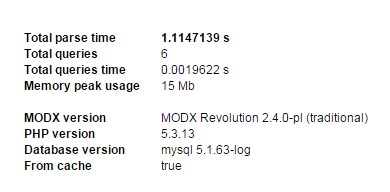 Total parse time 1.1147139 s
Total queries 6
Total queries time 0.0019622 s
Memory peak usage 15 Mb
MODX version MODX Revolution 2.4.0-pl (traditional)
PHP version 5.3.13
Database version mysql 5.1.63-log
From cache true